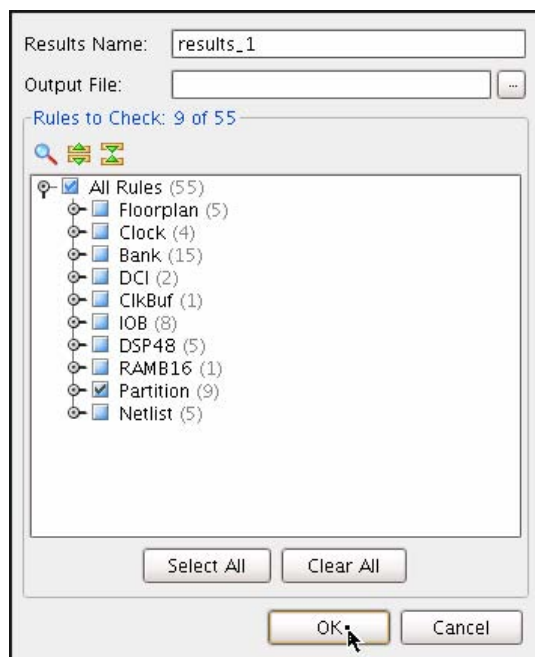 Results Name: results_1
Output File: ...
Rules to Check: 9 of 55
All Rules (55)
Floorplan (5)
Clock (4)
Bank (15)
DCI (2)
ClkBuf (1)
IOB (8)
DSP48 (5)
RAMB16 (1)
Partition (9)
Netlist (5)
Select All Clear All
OK Cancel